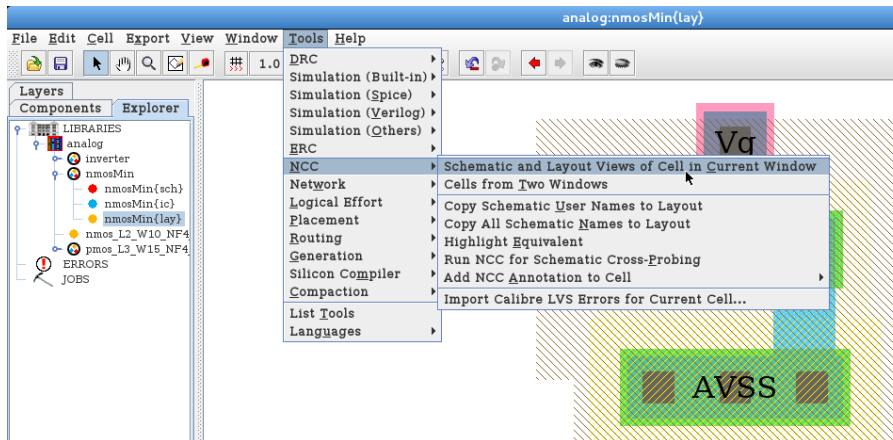 analog:nmosMin{lay}
File Edit Cell Export View Window Tools Help
1.0
Layers
Components Explorer
LIBRARIES
analog
inverter
nmosMin
nmosMin{sch}
nmosMin{ic}
nmosMin{lay}
nmos_L2_W10_NF4
pmos_L3_W15_NF4
ERRORS
JOBS
DRC
Simulation (Built-in)
Simulation (Spice)
Simulation (Verilog)
Simulation (Others)
ERC
NCC
Network
Logical Effort
Placement
Routing
Generation
Silicon Compiler
Compaction
List Tools
Languages
Schematic and Layout Views of Cell in Current Window
Cells from Two Windows
Copy Schematic User Names to Layout
Copy All Schematic Names to Layout
Highlight Equivalent
Run NCC for Schematic Cross-Probing
Add NCC Annotation to Cell
Import Calibre LVS Errors for Current Cell...
Vg
AVSS